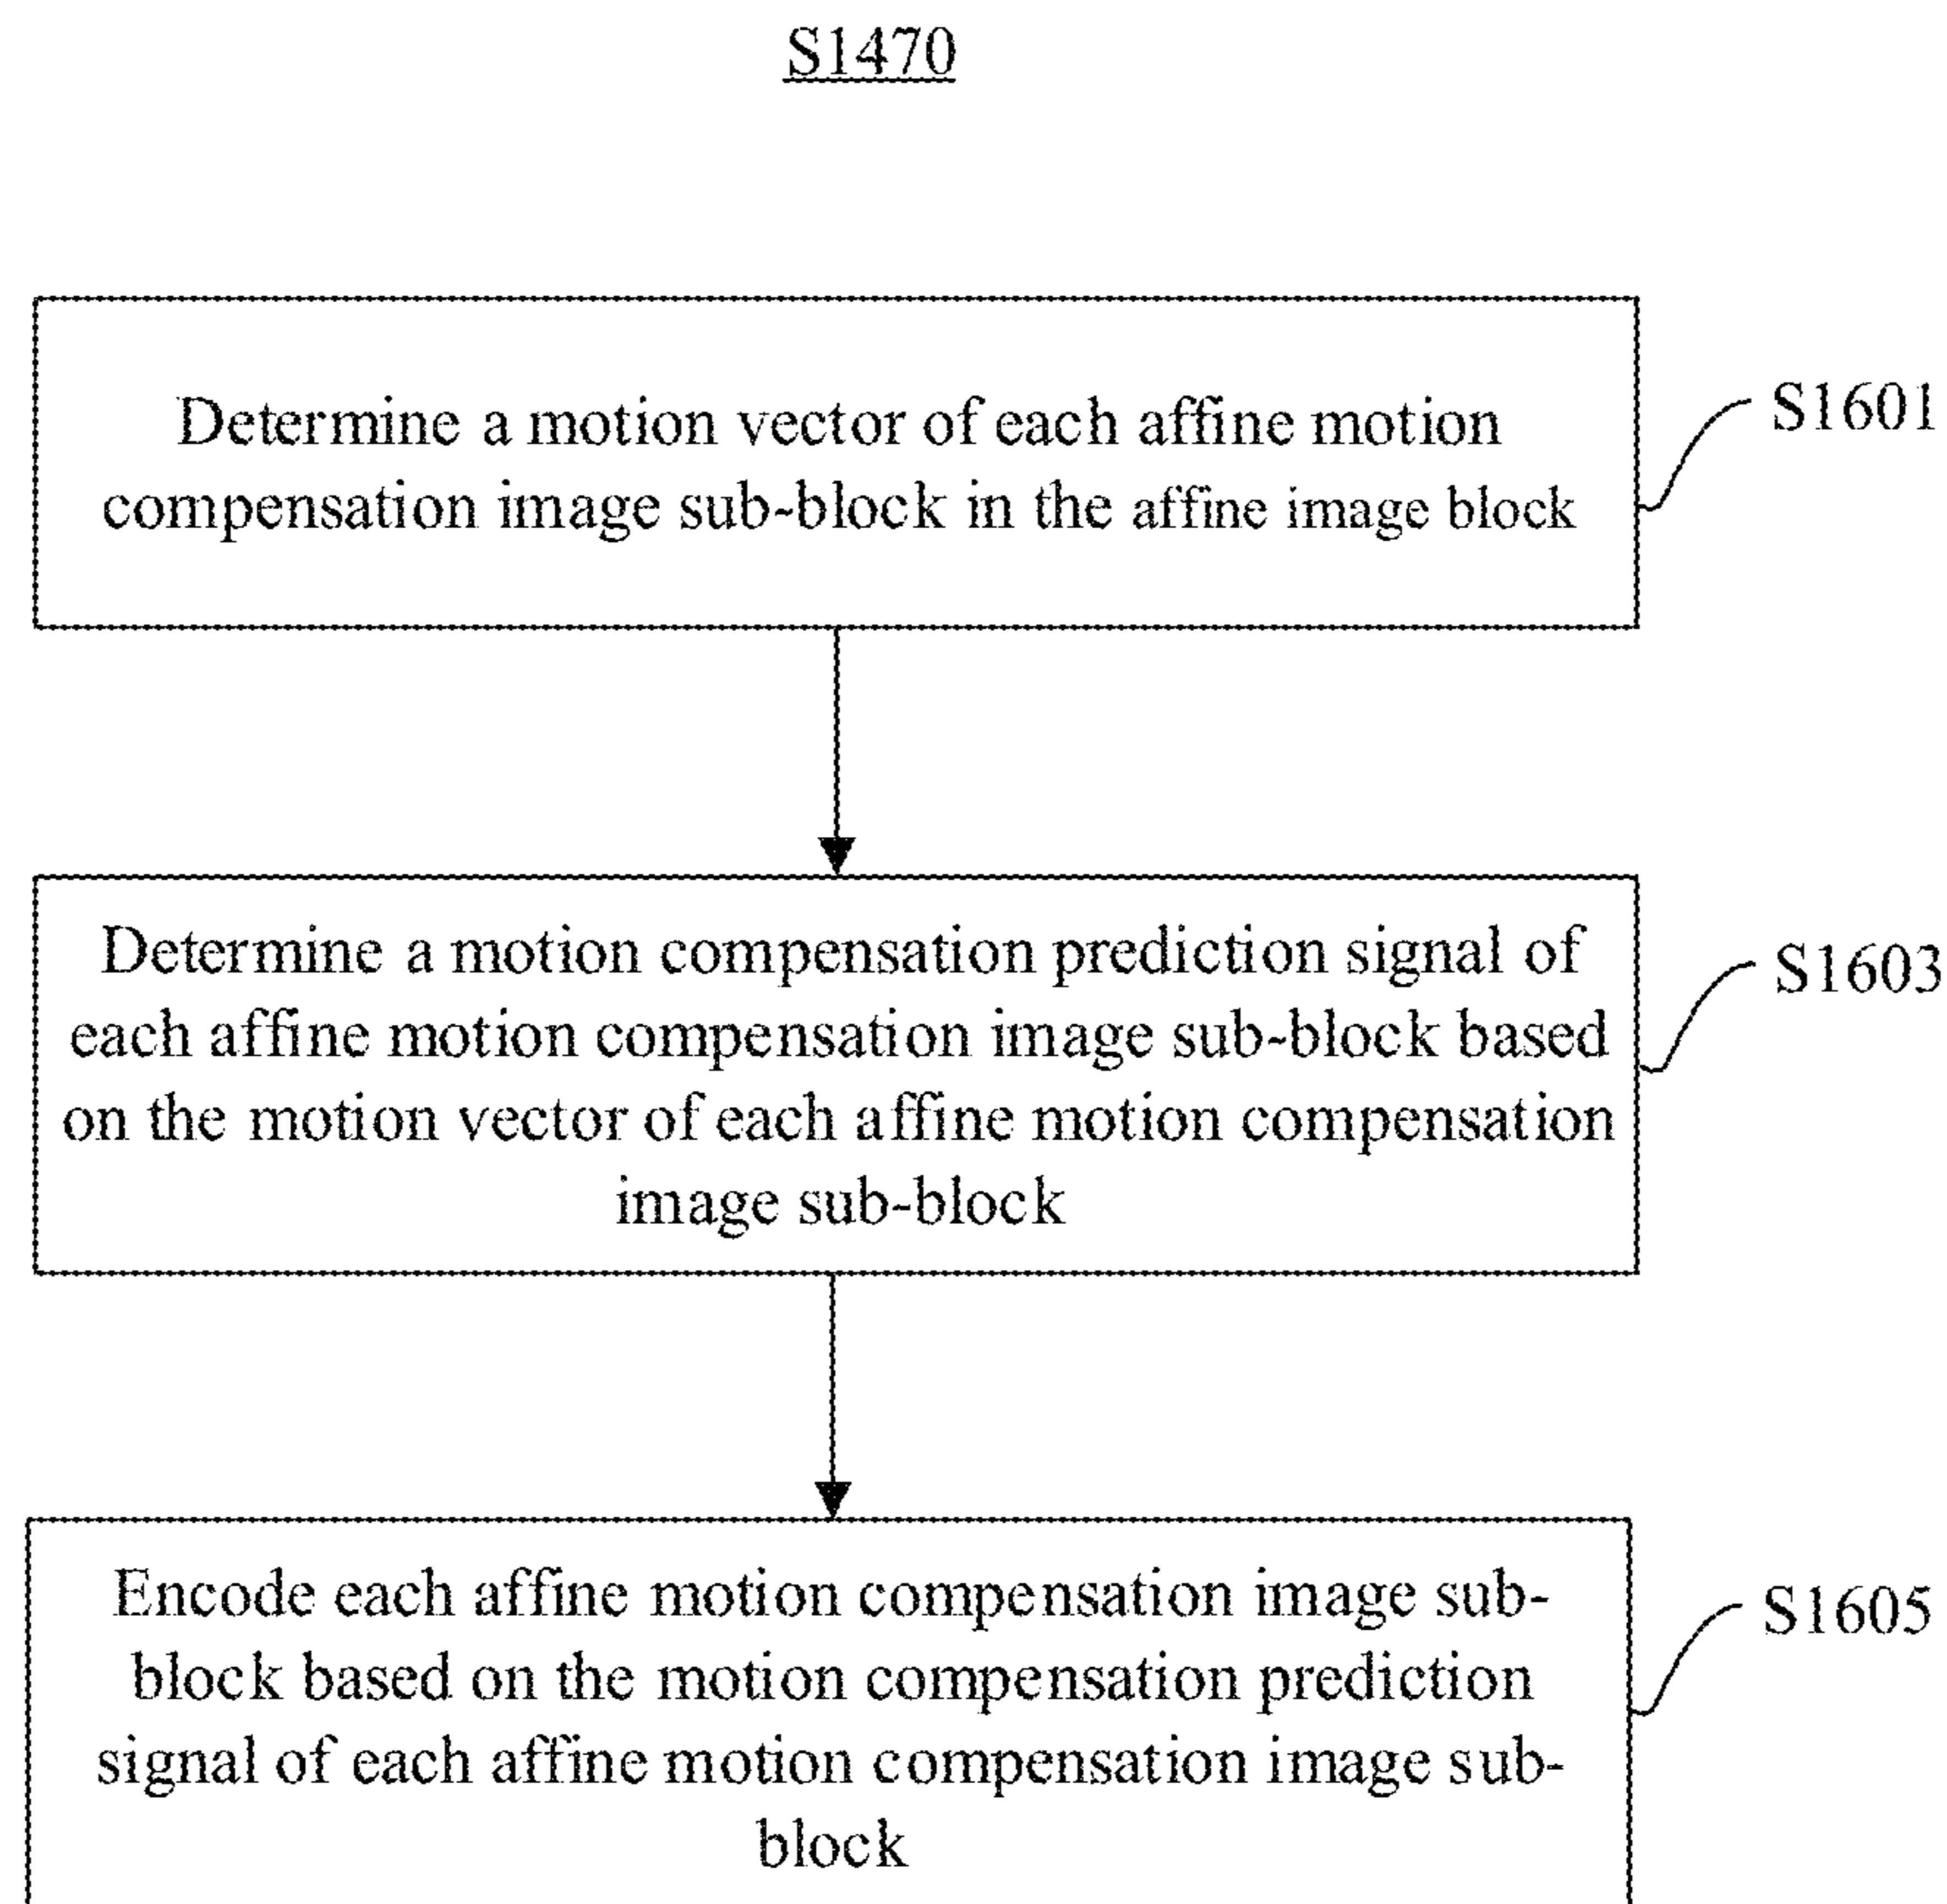 S1470
Determine a motion vector of each affine motion
compensation image sub-block in the affine image block
S1601
Determine a motion compensation prediction signal of
each affine motion compensation image sub-block based
on the motion vector of each affine motion compensation
image sub-block
S1603
Encode each affine motion compensation image sub-
block based on the motion compensation prediction
signal of each affine motion compensation image sub-
block
S1605